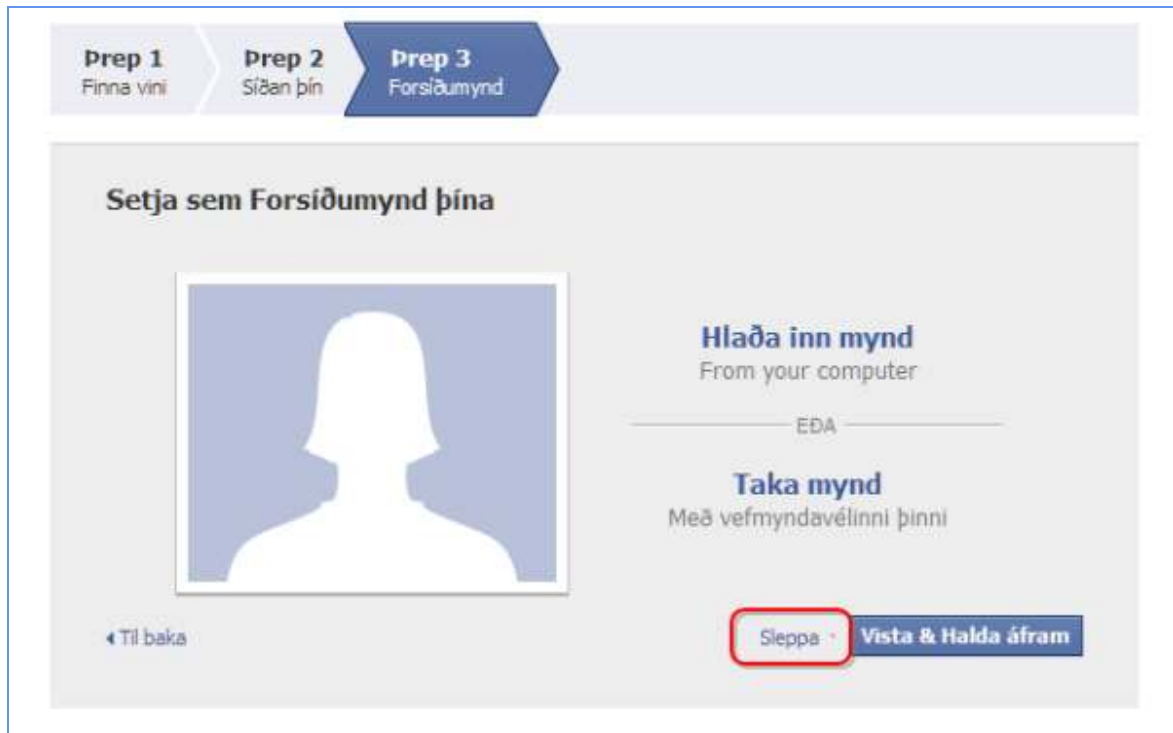 Þrep 1
Finna vini
Þrep 2
Síðan þín
Þrep 3
Forsíðumynd
Setja sem Forsíðumynd þína
Hlaða inn mynd
From your computer
EÐA
Taka mynd
Með vefmyndavélinni þinni
Til baka
Sleppa · Vista & Halda áfram